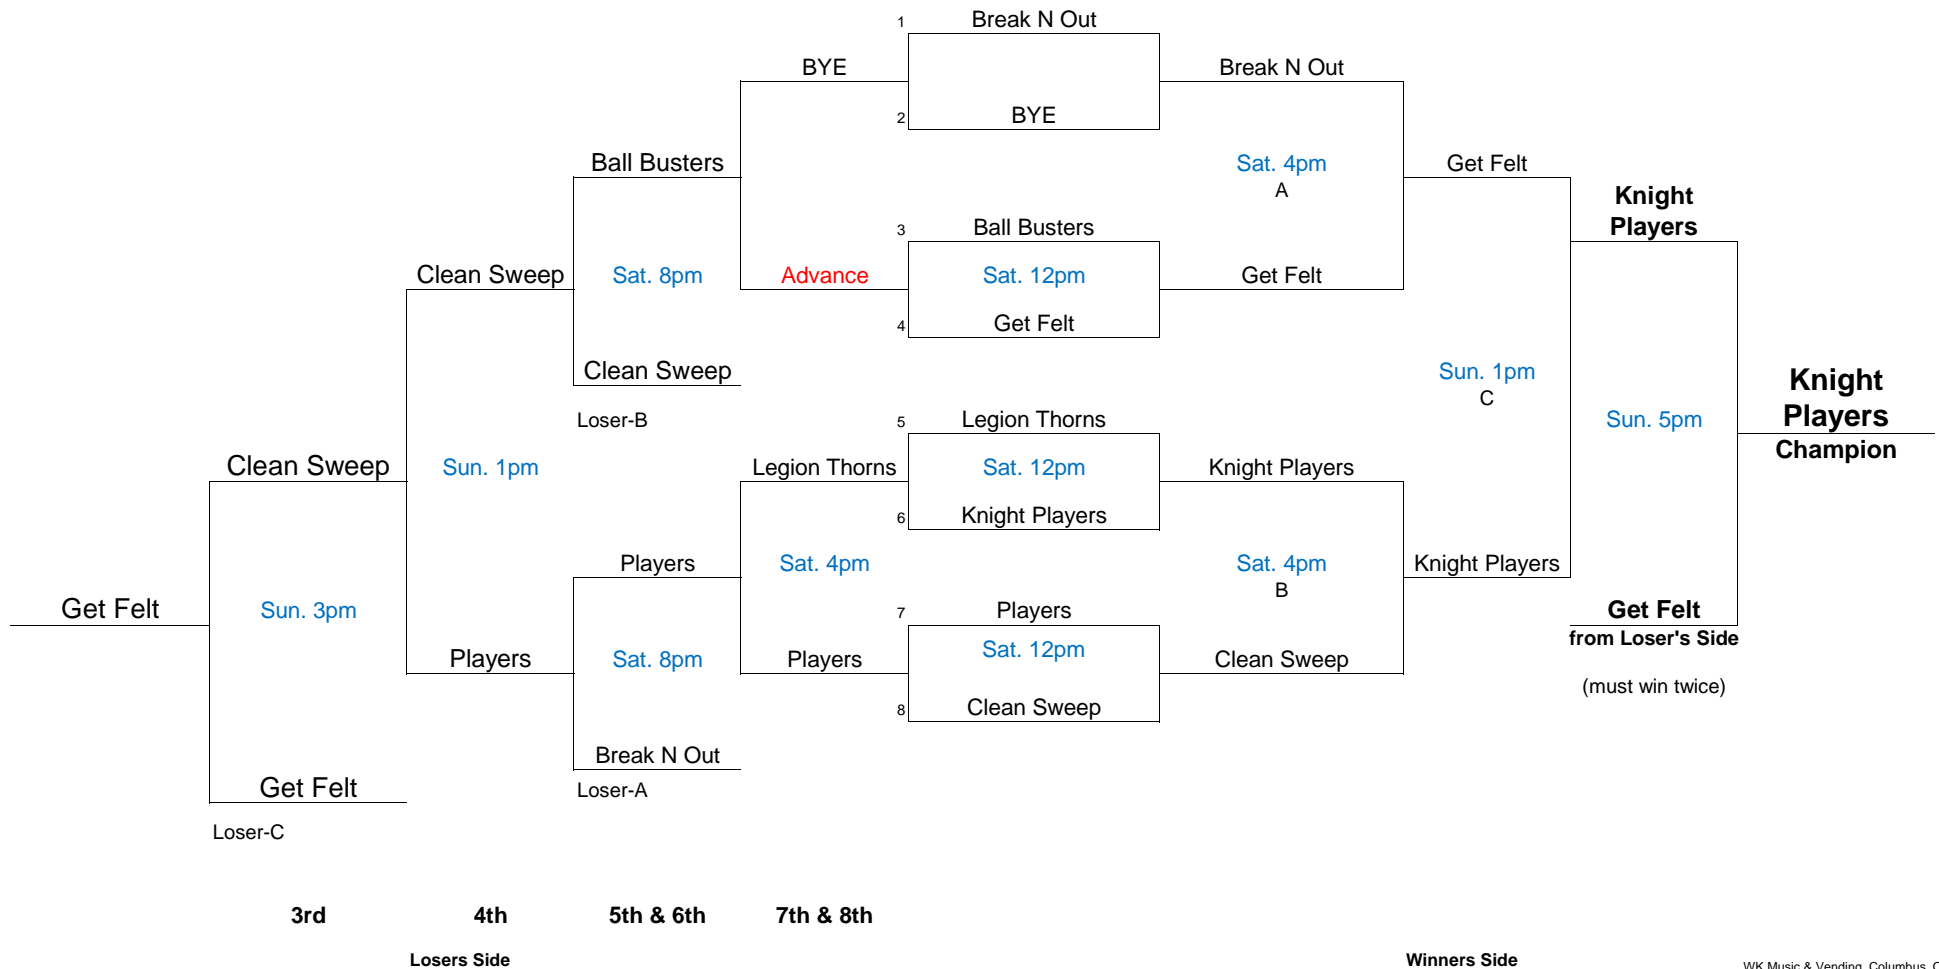 1
Break N Out
BYE
Break N Out
2
BYE
Ball Busters
Sat. 4pm
A
Get Felt
Knight
Players
3
Ball Busters
Clean Sweep
Sat. 8pm
Advance
Sat. 12pm
Get Felt
4
Get Felt
Clean Sweep
Loser-B
Sun. 1pm
C
Knight
Players
Champion
5
Legion Thorns
Sun. 5pm
Clean Sweep
Sun. 1pm
Legion Thorns
Sat. 12pm
Knight Players
6
Knight Players
Players
Sat. 4pm
Sat. 4pm
B
Knight Players
Get Felt
Sun. 3pm
7
Players
Get Felt
from Loser's Side
(must win twice)
Players
Sat. 8pm
Players
Sat. 12pm
Clean Sweep
8
Clean Sweep
Break N Out
Loser-A
Get Felt
Loser-C
3rd
4th
5th & 6th
7th & 8th
Losers Side
Winners Side
WK Music & Vending, Columbus,